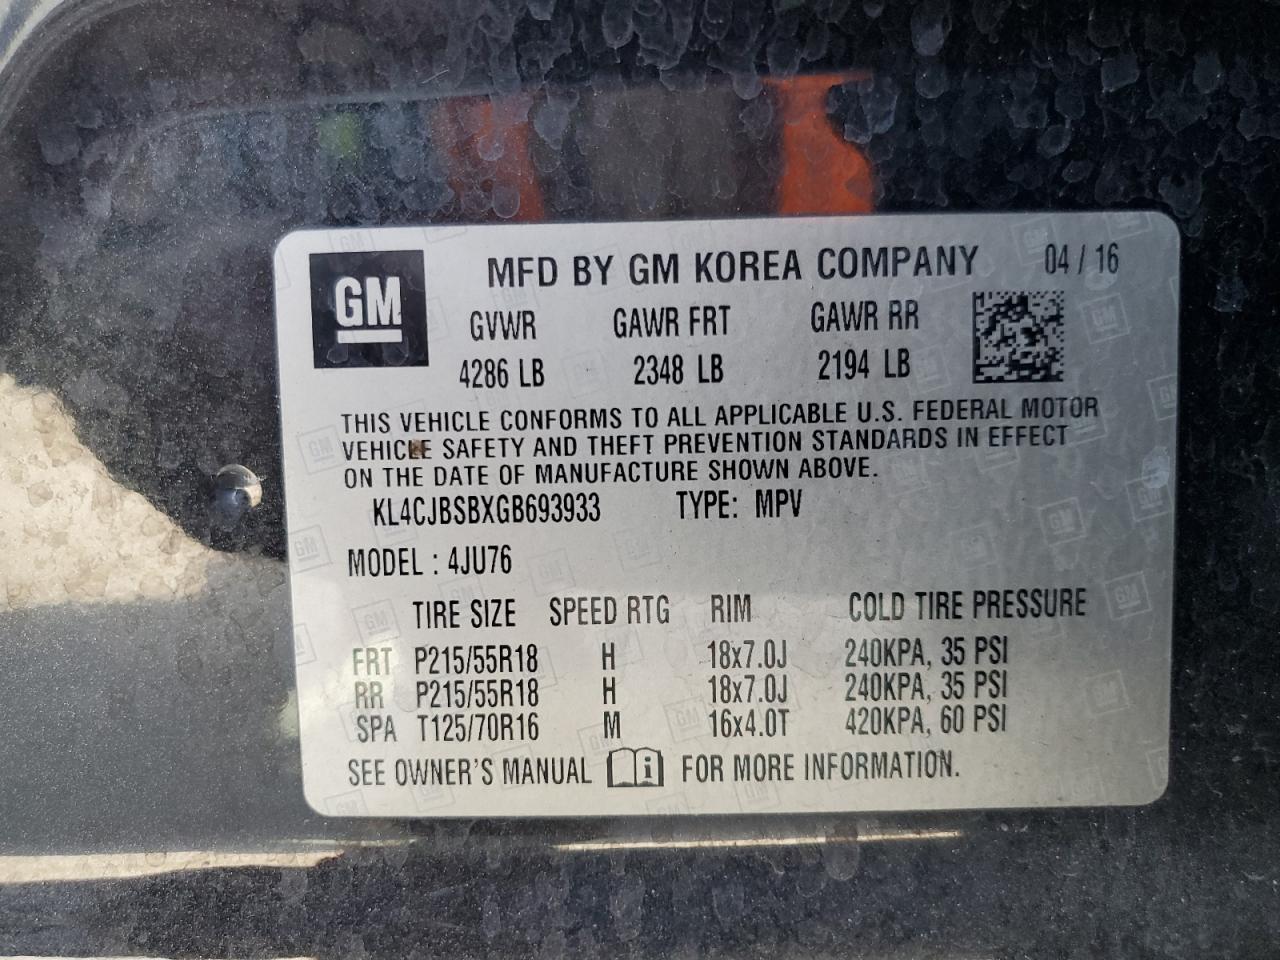 GM
MFD BY GM KOREA COMPANY 04 / 16
GVWR GAWR FRT GAWR RR
4286 LB 2348 LB 2194 LB
THIS VEHICLE CONFORMS TO ALL APPLICABLE U.S. FEDERAL MOTOR
VEHICLE SAFETY AND THEFT PREVENTION STANDARDS IN EFFECT
ON THE DATE OF MANUFACTURE SHOWN ABOVE.
KL4CJBSBXGB693933 TYPE: MPV
MODEL : 4JU76
TIRE SIZE SPEED RTG RIM COLD TIRE PRESSURE
FRT P215/55R18 H 18x7.0J 240KPA, 35 PSI
RR P215/55R18 H 18x7.0J 240KPA, 35 PSI
SPA T125/70R16 M 16x4.0T 420KPA, 60 PSI
SEE OWNER'S MANUAL i FOR MORE INFORMATION.